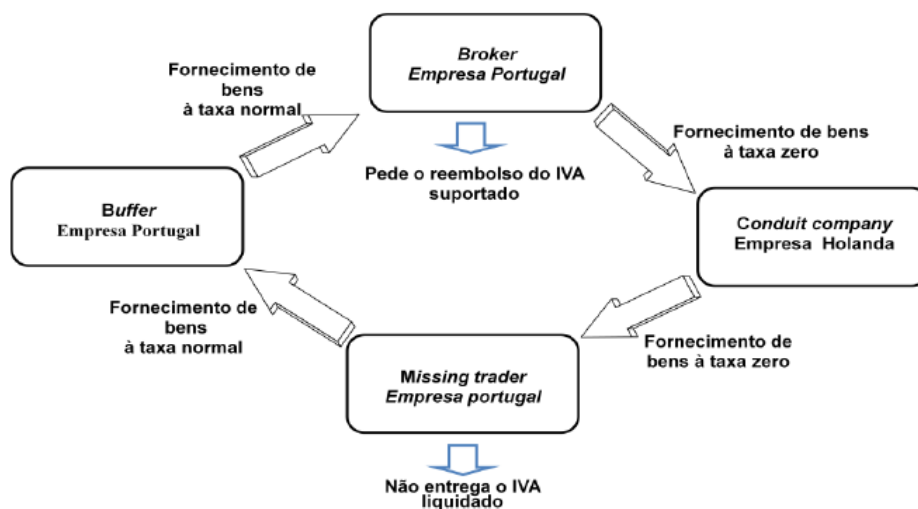 Broker
Empresa Portugal
Fornecimento de
bens
à taxa normal
Fornecimento de bens
à taxa zero
Pede o reembolso do IVA
suportado
Buffer
Empresa Portugal
Conduit company
Empresa Holanda
Fornecimento de
bens
à taxa normal
Fornecimento de
bens à taxa zero
Missing trader
Empresa portugal
Não entrega o IVA
liquidado